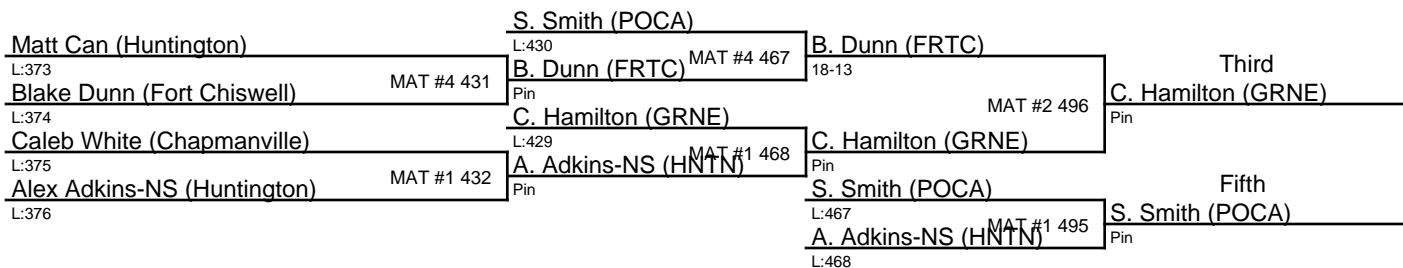 S. Smith (POCA)
Matt Can (Huntington)
L:430
MAT #4 467
B. Dunn (FRTC)
L:373
MAT #4 431
B. Dunn (FRTC)
18-13
Third
Blake Dunn (Fort Chiswell)
Pin
MAT #2 496
C. Hamilton (GRNE)
L:374
C. Hamilton (GRNE)
Pin
Caleb White (Chapmanville)
L:429
MAT #1 468
C. Hamilton (GRNE)
L:375
MAT #1 432
A. Adkins-NS (HNTN)
Pin
Alex Adkins-NS (Huntington)
Pin
S. Smith (POCA)
Fifth
L:376
L:467
MAT #1 495
S. Smith (POCA)
A. Adkins-NS (HNTN)
Pin
L:468